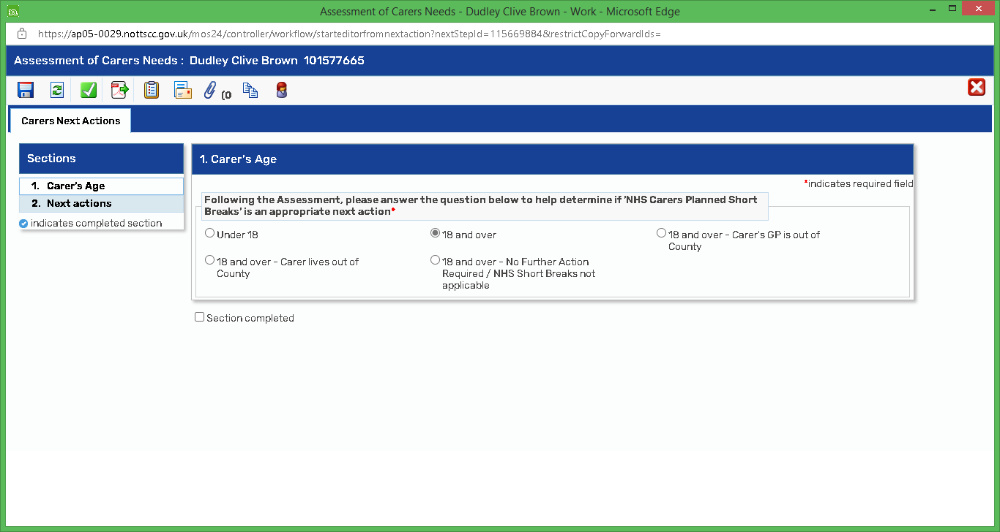 Assessment of Carers Needs - Dudley Clive Brown - Work - Microsoft Edge
https://ap05-0029.nottscc.gov.uk/mos24/controller/workflow/starteditorfromnextaction?nextStepId=115669884&restrictCopyForwardIds=
Assessment of Carers Needs : Dudley Clive Brown 101577665
(0
Carers Next Actions
Sections
1. Carer's Age
2. Next actions
indicates completed section
1. Carer's Age
*indicates required field
Following the Assessment, please answer the question below to help determine if 'NHS Carers Planned Short
Breaks' is an appropriate next action*
Under 18
18 and over
18 and over - Carer's GP is out of
County
18 and over - Carer lives out of
County
18 and over - No Further Action
Required / NHS Short Breaks not
applicable
Section completed